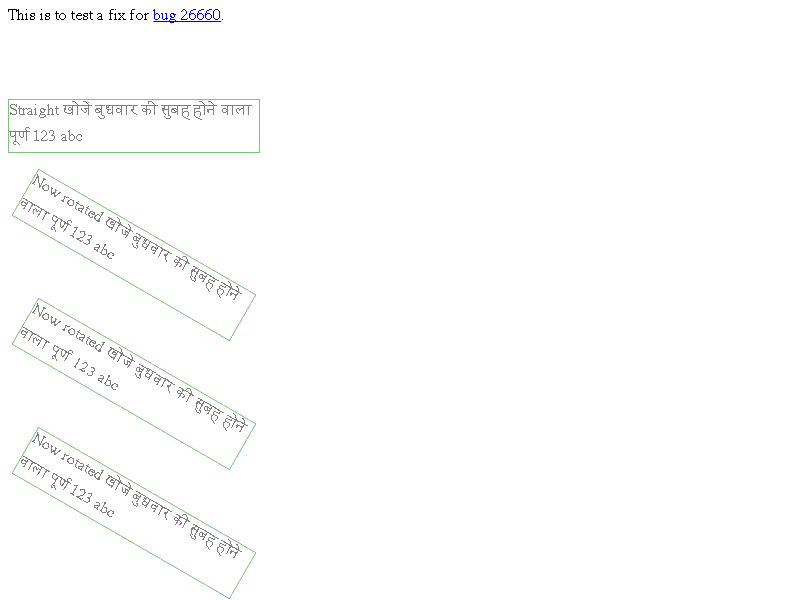 This is to test a fix for bug 26660.
Straight खोजें बुधवार की सुबह होने वाला
पूर्ण 123 abc
Now rotated खोजे बुधवार की सुबह होने
वाला पूर्ण 123 abc
Now rotated खोजे बुधवार की सुबह होने
वाला पूर्ण 123 abc
Now rotated खोजे बुधवार की सुबह होने
वाला पूर्ण 123 abc